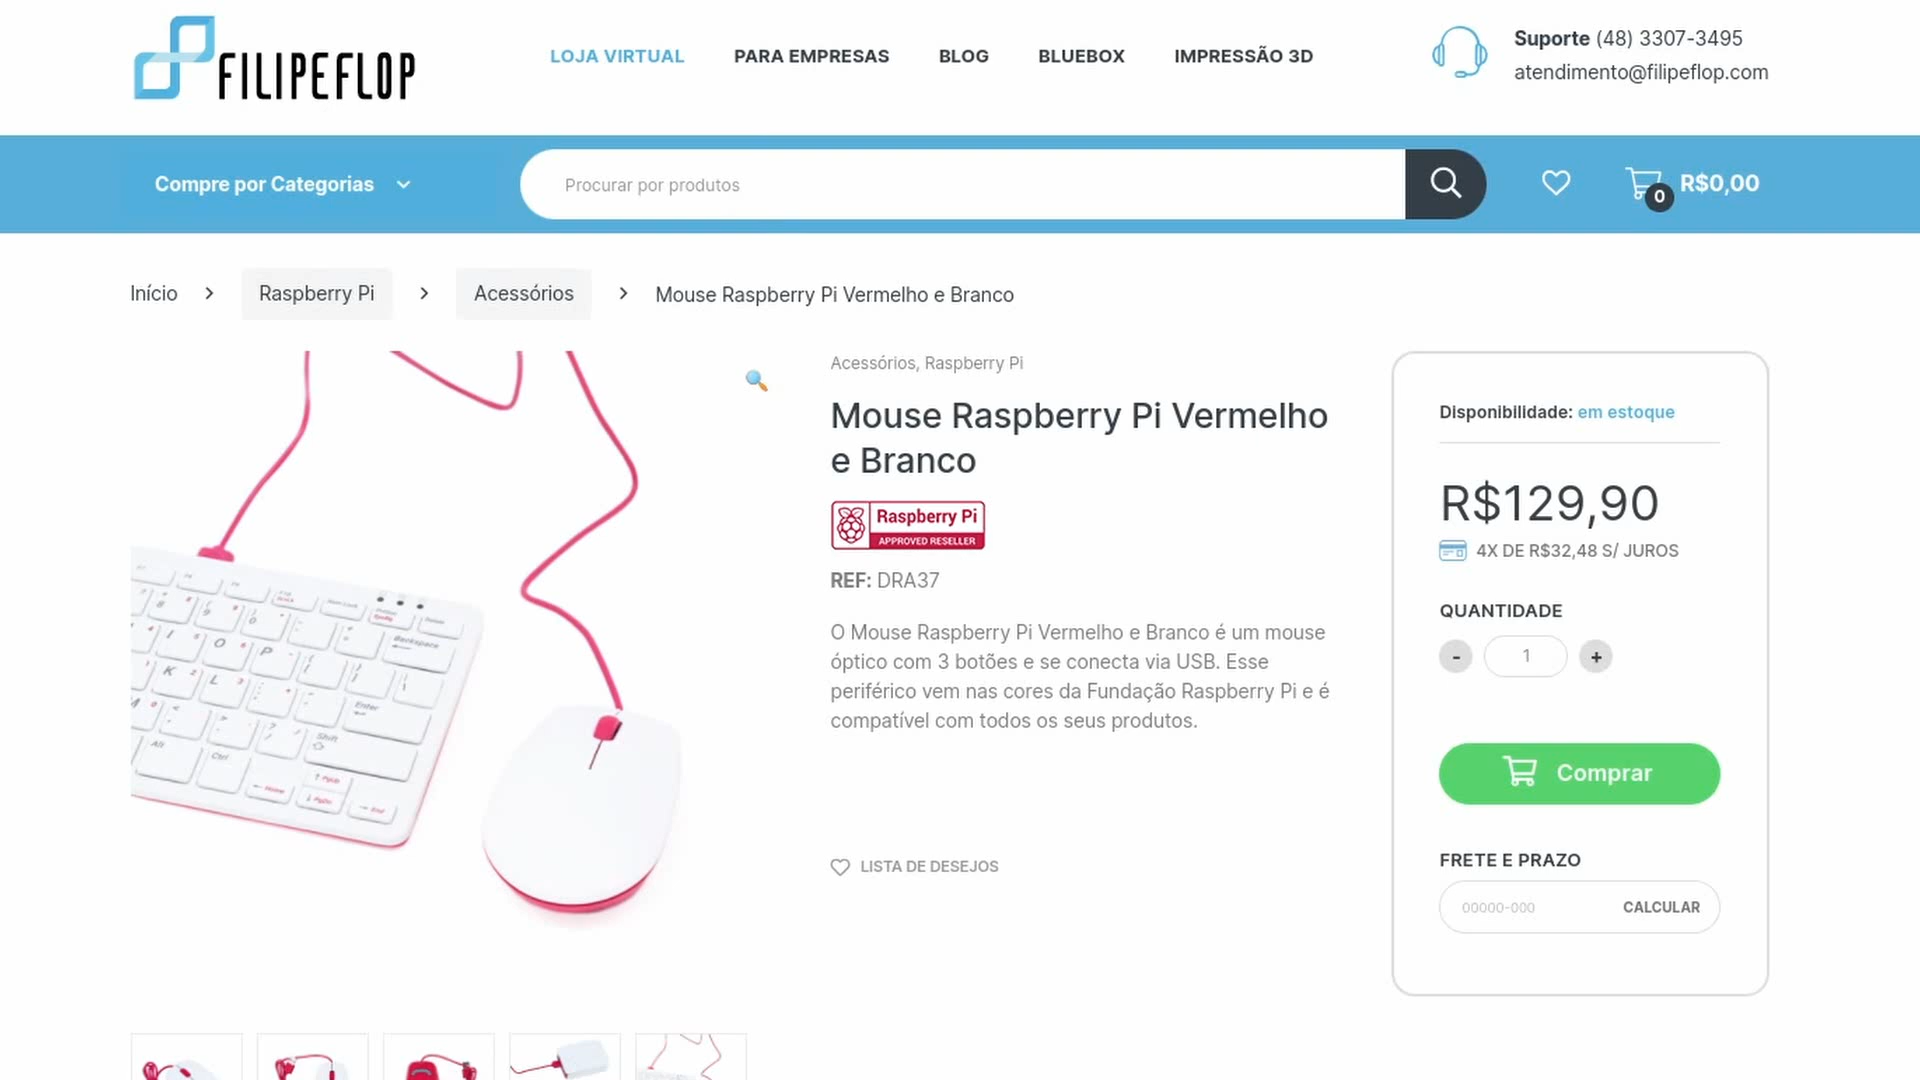 FILIPEFLOP
LOJA VIRTUAL
PARA EMPRESAS
BLOG
BLUEBOX
IMPRESSÃO 3D
Suporte (48) 3307-3495
atendimento@filipeflop.com
Compre por Categorias
Procurar por produtos
0
R$0,00
Início > Raspberry Pi > Acessórios > Mouse Raspberry Pi Vermelho e Branco
Acessórios, Raspberry Pi
Mouse Raspberry Pi Vermelho
e Branco
Raspberry Pi
APPROVED RESELLER
REF: DRA37
O Mouse Raspberry Pi Vermelho e Branco é um mouse
óptico com 3 botões e se conecta via USB. Esse
periférico vem nas cores da Fundação Raspberry Pi e é
compatível com todos os seus produtos.
LISTA DE DESEJOS
Disponibilidade: em estoque
R$129,90
4X DE R$32,48 S/ JUROS
QUANTIDADE
- 1 +
Comprar
FRETE E PRAZO
00000-000 CALCULAR
Backspace
O P
K L
Enter
Shift
Alt Ctrl